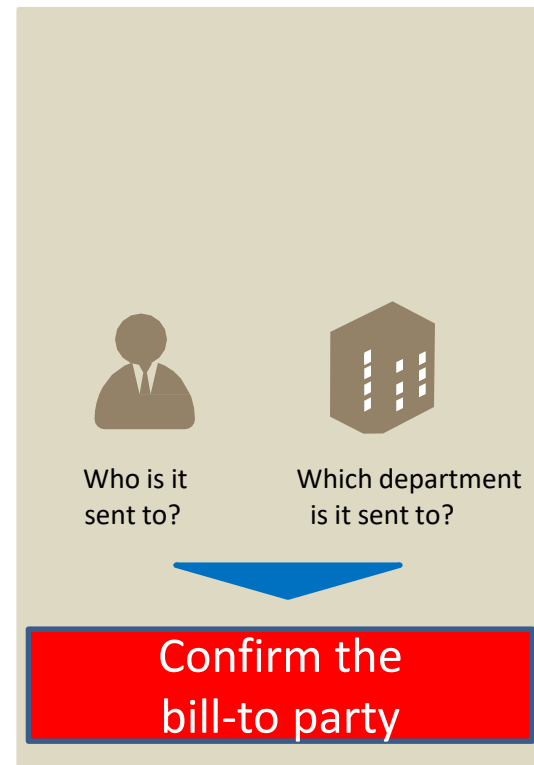 Who is it
sent to?
Which department
is it sent to?
Confirm the
bill-to party